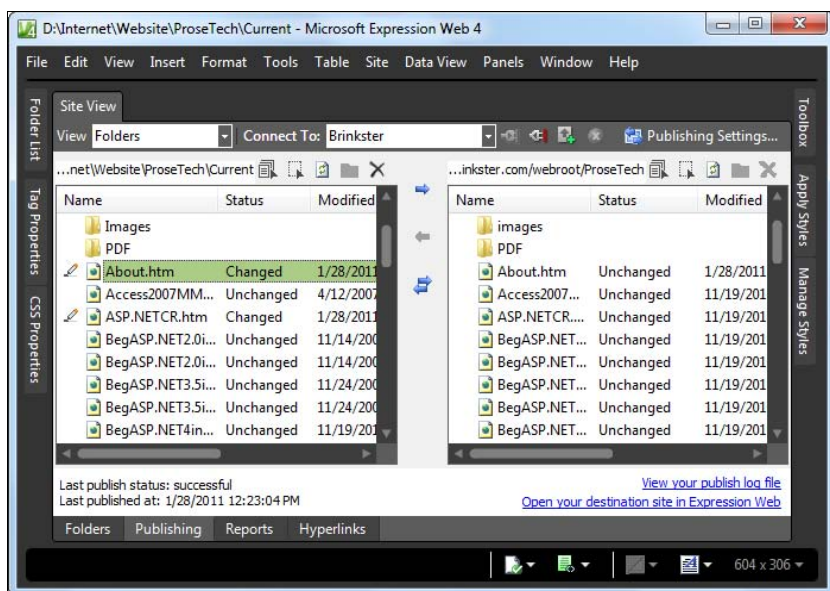 D:\Internet\Website\ProseTech\Current - Microsoft Expression Web 4
File Edit View Insert Format Tools Table Site Data View Panels Window Help
Folder List
Tag Properties
CSS Properties
Site View
View Folders Connect To: Brinkster Publishing Settings...
...net\Website\ProseTech\Current
Name Status Modified
Images
PDF
About.htm Changed 1/28/2011
Access2007MM... Unchanged 4/12/2007
ASP.NETCR.htm Changed 1/28/2011
BegASP.NET2.0i... Unchanged 11/14/200
BegASP.NET2.0i... Unchanged 11/14/200
BegASP.NET3.5i... Unchanged 11/24/200
BegASP.NET3.5i... Unchanged 11/24/200
BegASP.NET4in... Unchanged 11/19/201
...inkster.com/webroot/ProseTech
Name Status Modified
images
PDF
About.htm Unchanged 1/28/2011
Access2007... Unchanged 11/19/201
ASP.NETCR.... Unchanged 11/19/201
BegASP.NET... Unchanged 11/19/201
BegASP.NET... Unchanged 11/19/201
BegASP.NET... Unchanged 11/19/201
BegASP.NET... Unchanged 11/19/201
BegASP.NET... Unchanged 11/19/201
Toolbox
Apply Styles
Manage Styles
Last publish status: successful
Last published at: 1/28/2011 12:23:04 PM
View your publish log file
Open your destination site in Expression Web
Folders Publishing Reports Hyperlinks
604 x 306